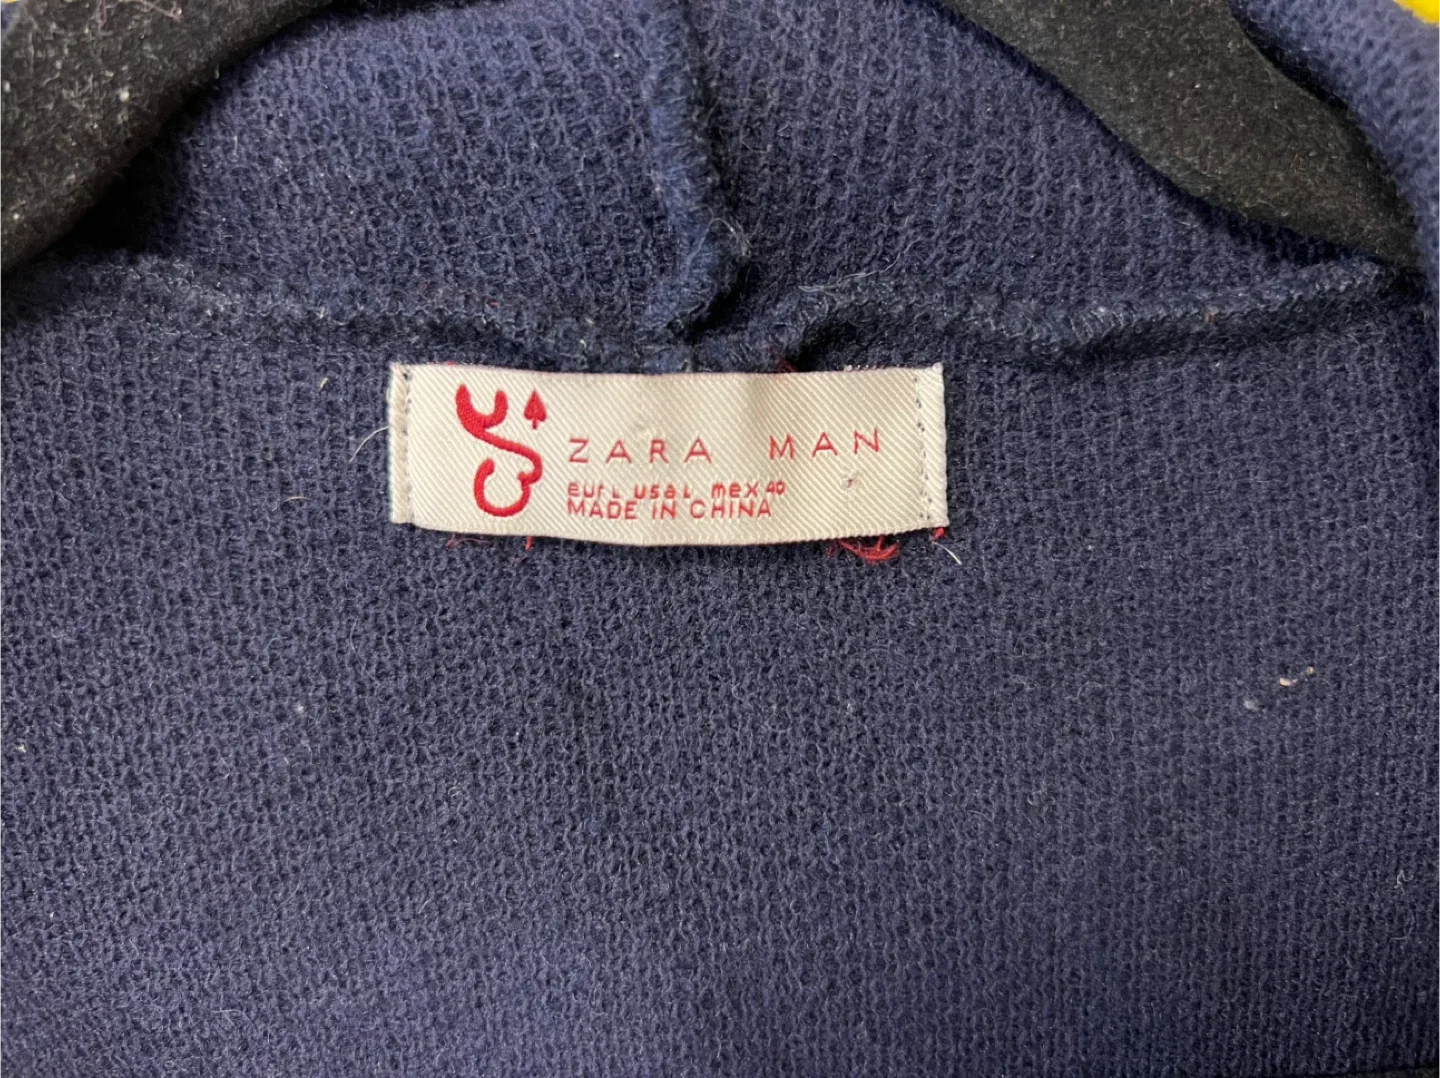 ZARA MAN
eur L usa L mex 40
MADE IN CHINA